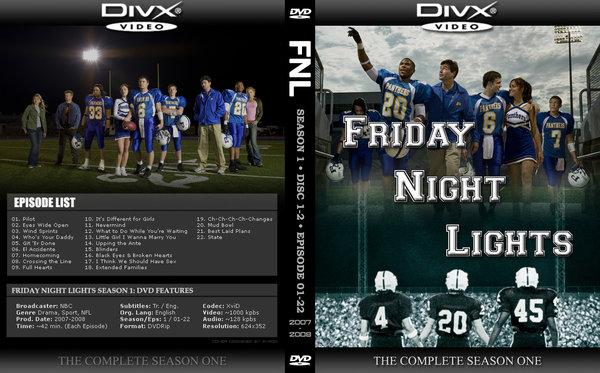 DIVX®
VIDEO
EPISODE LIST
01. Pilot
02. Eyes Wide Open
03. Wind Sprints
04. Who's Your Daddy
05. Git 'Er Done
06. El Accidente
07. Homecoming
08. Crossing the Line
09. Full Hearts
10. It's Different for Girls
11. Nevermind
12. What to Do While You're Waiting
13. Little Girl I Wanna Marry You
14. Upping the Ante
15. Blinders
16. Black Eyes & Broken Hearts
17. I Think We Should Have Sex
18. Extended Families
19. Ch-Ch-Ch-Ch-Changes
20. Mud Bowl
21. Best Laid Plans
22. State
FRIDAY NIGHT LIGHTS SEASON 1: DVD FEATURES
Broadcaster: NBC
Genre Drama, Sport, NFL
Prod. Date: 2007-2008
Time: ~42 min. (Each Episode)
Subtitles: Tr. / Eng.
Org. Lang: English
Seas/Eps: 1 / 01-22
Format: DVDRip
Codec: XviD
Video: ~1000 kpbs
Audio: ~128 kpbs
Resolution: 624x352
THE COMPLETE SEASON ONE
DVD
FNL
SEASON 1 • DISC 1-2 • EPISODE 01-22
2007
-
2008
DVD
DIVX®
VIDEO
PANTHERS
20
PANTHERS
6
Panthers
PANTHERS
7
FRIDAY
NIGHT
LIGHTS
4
20
45
THE COMPLETE SEASON ONE